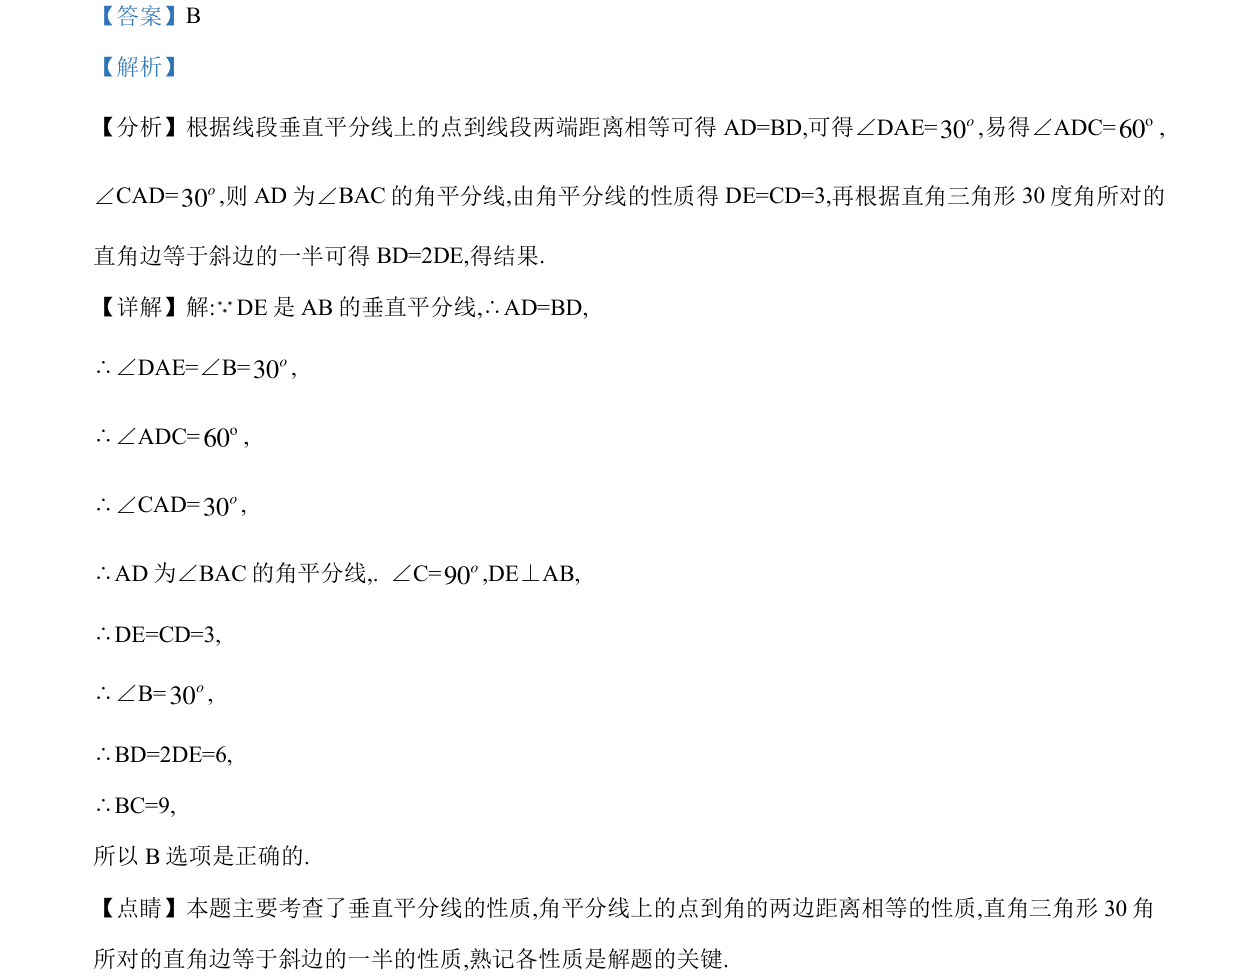 【答案】B
【解析】
【分析】根据线段垂直平分线上的点到线段两端距离相等可得 AD=BD,可得∠DAE=30º,易得∠ADC=60º,
∠CAD=30º,则 AD 为∠BAC 的角平分线,由角平分线的性质得 DE=CD=3,再根据直角三角形 30 度角所对的
直角边等于斜边的一半可得 BD=2DE,得结果.
【详解】解:∵DE 是 AB 的垂直平分线,∴AD=BD,
∴∠DAE=∠B=30º,
∴∠ADC=60º,
∴∠CAD=30º,
∴AD 为∠BAC 的角平分线,. ∠C=90º,DE⊥AB,
∴DE=CD=3,
∴∠B=30º,
∴BD=2DE=6,
∴BC=9,
所以 B 选项是正确的.
【点睛】本题主要考查了垂直平分线的性质,角平分线上的点到角的两边距离相等的性质,直角三角形 30 角
所对的直角边等于斜边的一半的性质,熟记各性质是解题的关键.